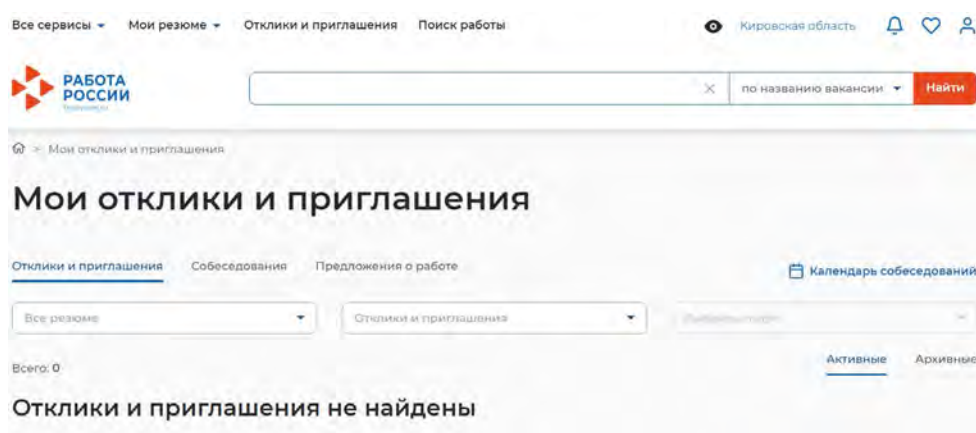 Все сервисы Мои резюме Отклики и приглашения Поиск работы Кировская область
РАБОТА
РОССИИ
по названию вакансии Найти
> Мои отклики и приглашения
Мои отклики и приглашения
Отклики и приглашения Собеседования Предложения о работе Календарь собеседований
Все резюме Отклики и приглашения
Всего: 0 Активные Архивные
Отклики и приглашения не найдены